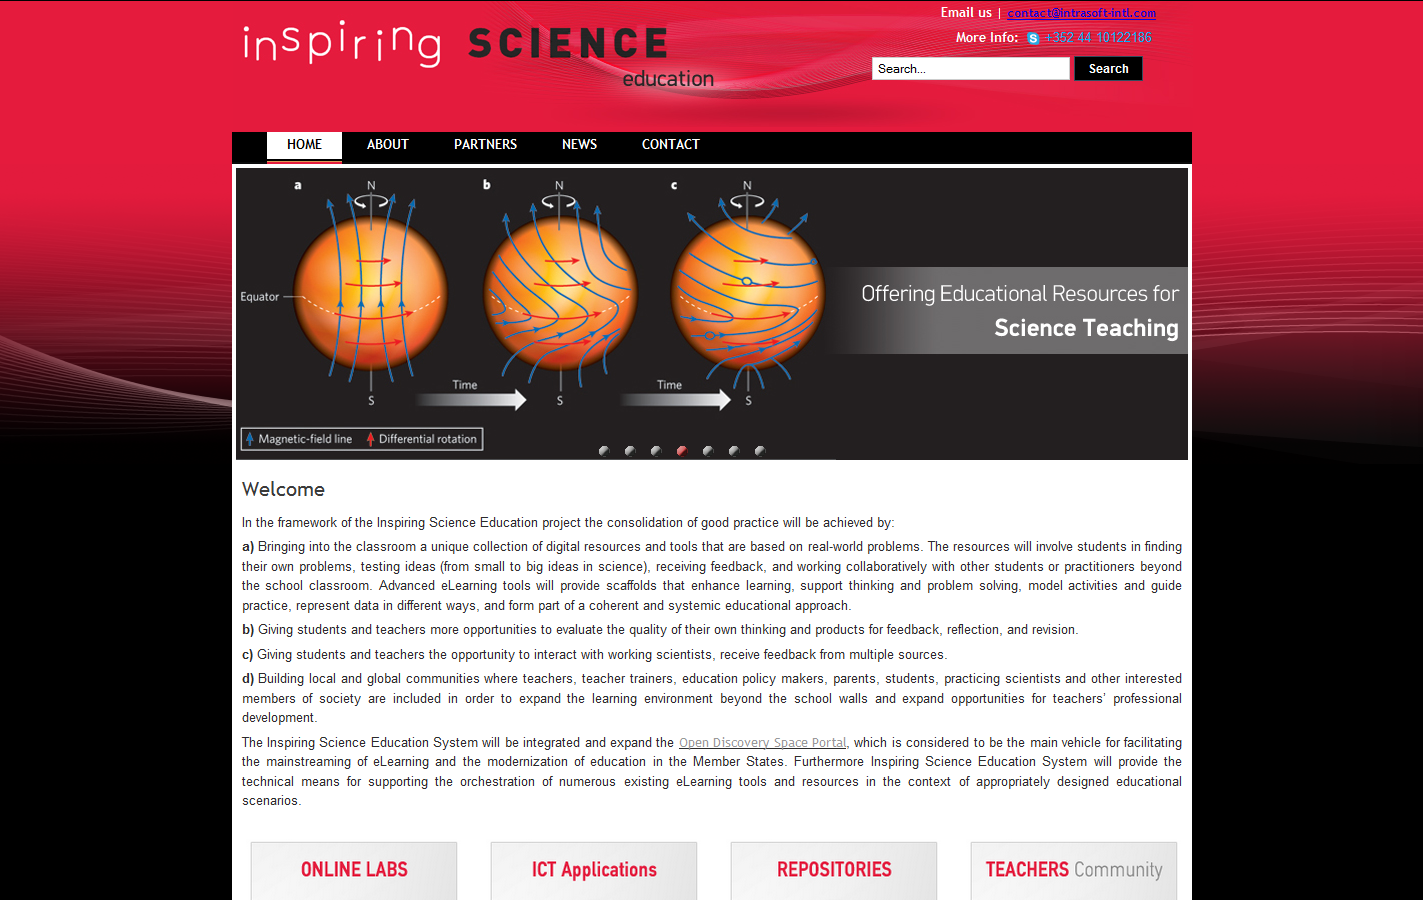 inspiring SCIENCE
education
Email us | contact@intrasoft-intl.com
More Info: +352 44 10122186
Search...
Search
HOME
ABOUT
PARTNERS
NEWS
CONTACT
a
N
b
N
c
N
Equator
Offering Educational Resources for
Science Teaching
Time
Time
S
S
S
Magnetic-field line
Differential rotation
Welcome
In the framework of the Inspiring Science Education project the consolidation of good practice will be achieved by:
a) Bringing into the classroom a unique collection of digital resources and tools that are based on real-world problems. The resources will involve students in finding
their own problems, testing ideas (from small to big ideas in science), receiving feedback, and working collaboratively with other students or practitioners beyond
the school classroom. Advanced eLearning tools will provide scaffolds that enhance learning, support thinking and problem solving, model activities and guide
practice, represent data in different ways, and form part of a coherent and systemic educational approach.
b) Giving students and teachers more opportunities to evaluate the quality of their own thinking and products for feedback, reflection, and revision.
c) Giving students and teachers the opportunity to interact with working scientists, receive feedback from multiple sources.
d) Building local and global communities where teachers, teacher trainers, education policy makers, parents, students, practicing scientists and other interested
members of society are included in order to expand the learning environment beyond the school walls and expand opportunities for teachers' professional
development.
The Inspiring Science Education System will be integrated and expand the Open Discovery Space Portal, which is considered to be the main vehicle for facilitating
the mainstreaming of eLearning and the modernization of education in the Member States. Furthermore Inspiring Science Education System will provide the
technical means for supporting the orchestration of numerous existing eLearning tools and resources in the context of appropriately designed educational
scenarios.
ONLINE LABS
ICT Applications
REPOSITORIES
TEACHERS Community